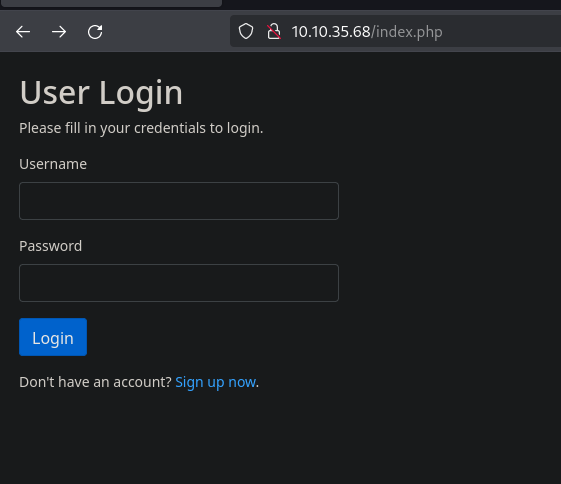 10.10.35.68/index.php
User Login
Please fill in your credentials to login.
Username
Password
Login
Don't have an account? Sign up now.